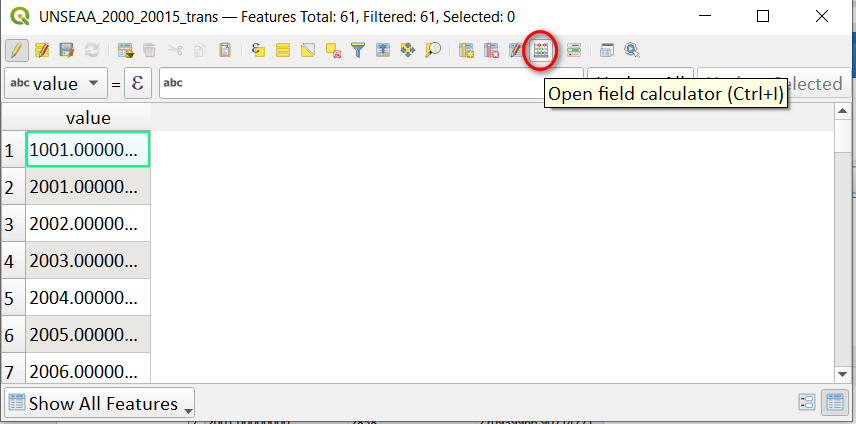 UNSEAA_2000_20015_trans — Features Total: 61, Filtered: 61, Selected: 0
abc value = ε abc
Selected
Open field calculator (Ctrl+I)
value
1 1001.00000...
2 2001.00000...
3 2002.00000...
4 2003.00000...
5 2004.00000...
6 2005.00000...
7 2006.00000...
Show All Features